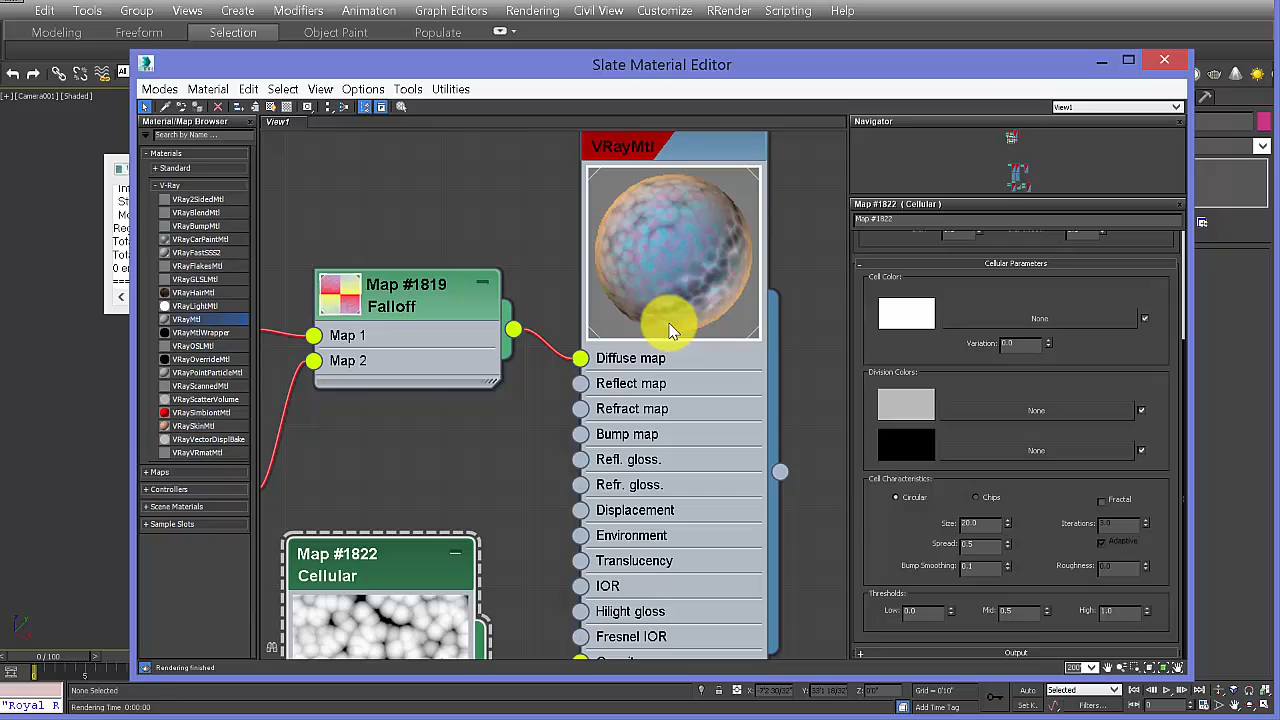 Edit Tools Group Views Create Modifiers Animation Graph Editors Rendering Civil View Customize RRender Scripting Help
Modeling Freeform Selection Object Paint Populate
Slate Material Editor
[+] [Camera001] [Shaded]
Modes Material Edit Select View Options Tools Utilities
View1
Material/Map Browser
View1
Navigator
Search by Name ...
- Materials
+ Standard
- V-Ray
VRay2SidedMtl
VRayBlendMtl
VRayBumpMtl
VRayCarPaintMtl
VRayFastSSS2
VRayFlakesMtl
VRayGLSLMtl
VRayHairMtl
VRayLightMtl
VRayMtl
VRayMtlWrapper
VRayOSLMtl
VRayOverrideMtl
VRayPointParticleMtl
VRayScannedMtl
VRayScatterVolume
VRaySimbiontMtl
VRaySkinMtl
VRayVectorDisplBake
VRayVRmatMtl
+ Maps
+ Controllers
+ Scene Materials
+ Sample Slots
Map #1819
Falloff
Map 1
Map 2
Map #1822
Cellular
VRayMtl
Diffuse map
Reflect map
Refract map
Bump map
Refl. gloss.
Refr. gloss.
Displacement
Environment
Translucency
IOR
Hilight gloss
Fresnel IOR
Map #1822 ( Cellular )
Map #1822
Cellular Parameters
Cell Color:
None
Variation: 0.0
Division Colors:
None
None
Cell Characteristics:
Circular Chips Fractal
Size: 20.0 Iterations: 3.0
Spread: 0.5 Adaptive
Bump Smoothing: 0.1 Roughness: 0.0
Thresholds:
Low: 0.0 Mid: 0.5 High: 1.0
+ Output
Rendering finished
0 / 100
5
"Royal R
None Selected
Rendering Time 0:00:00
Grid = 0'10"
Add Time Tag
Auto Selected
Set K. Filters...
0